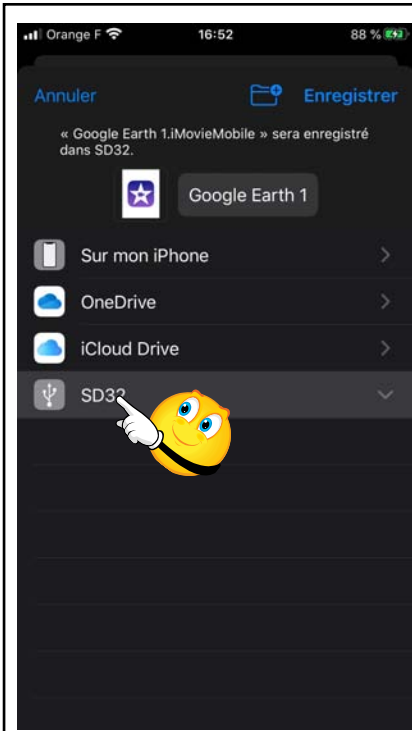 Orange F 16:52 88 %
Annuler Enregistrer
« Google Earth 1.iMovieMobile » sera enregistré
dans SD32.
Google Earth 1
Sur mon iPhone
OneDrive
iCloud Drive
SD32